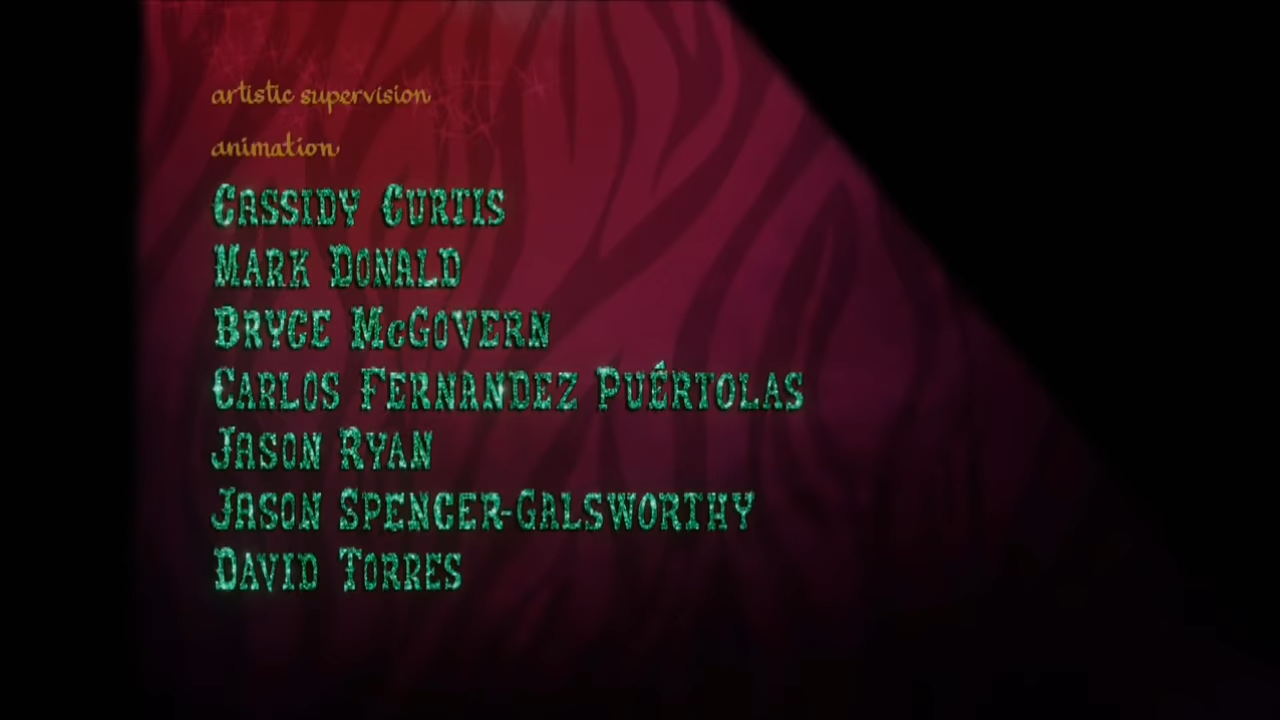 artistic supervision
animation
Cassidy Curtis
Mark Donald
Bryce McGovern
Carlos Fernandez Puértolas
Jason Ryan
Jason Spencer-Galsworthy
David Torres